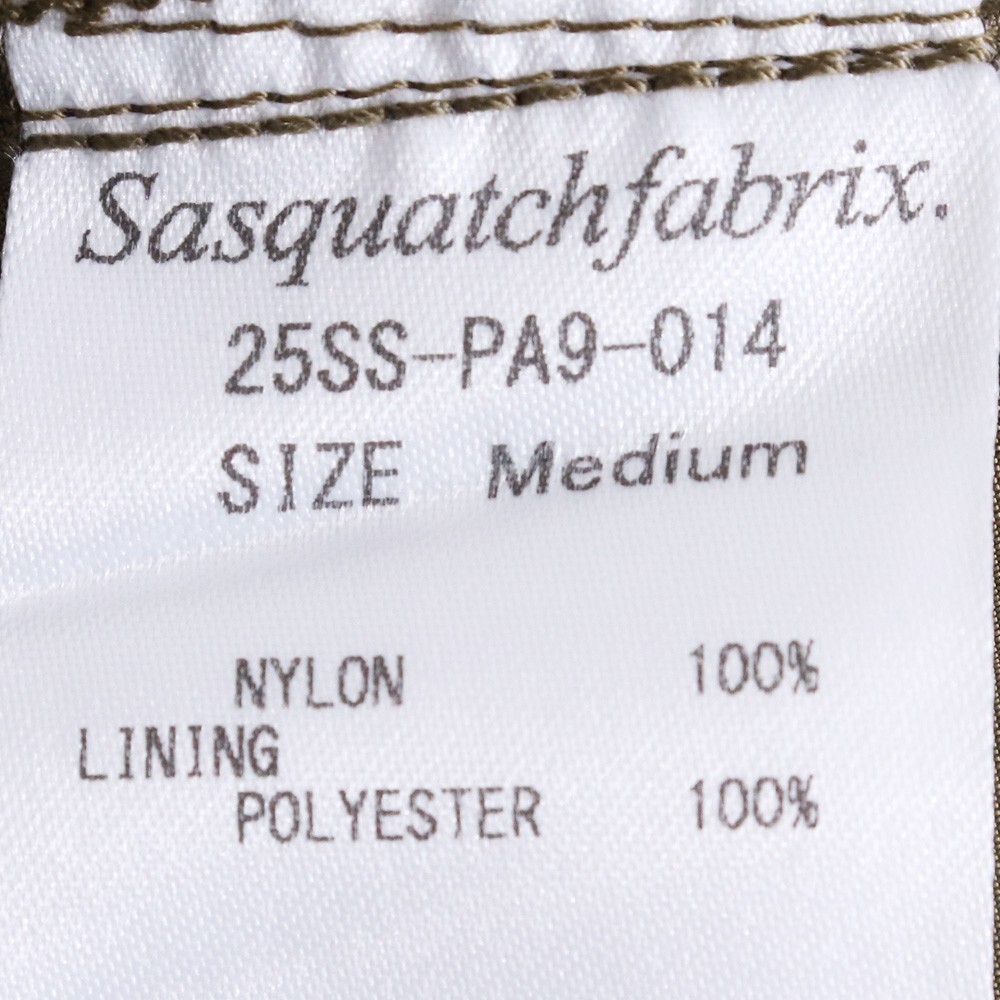 Sasquatchfabrix.
25SS-PA9-014
SIZE Medium
NYLON 100%
LINING
POLYESTER 100%